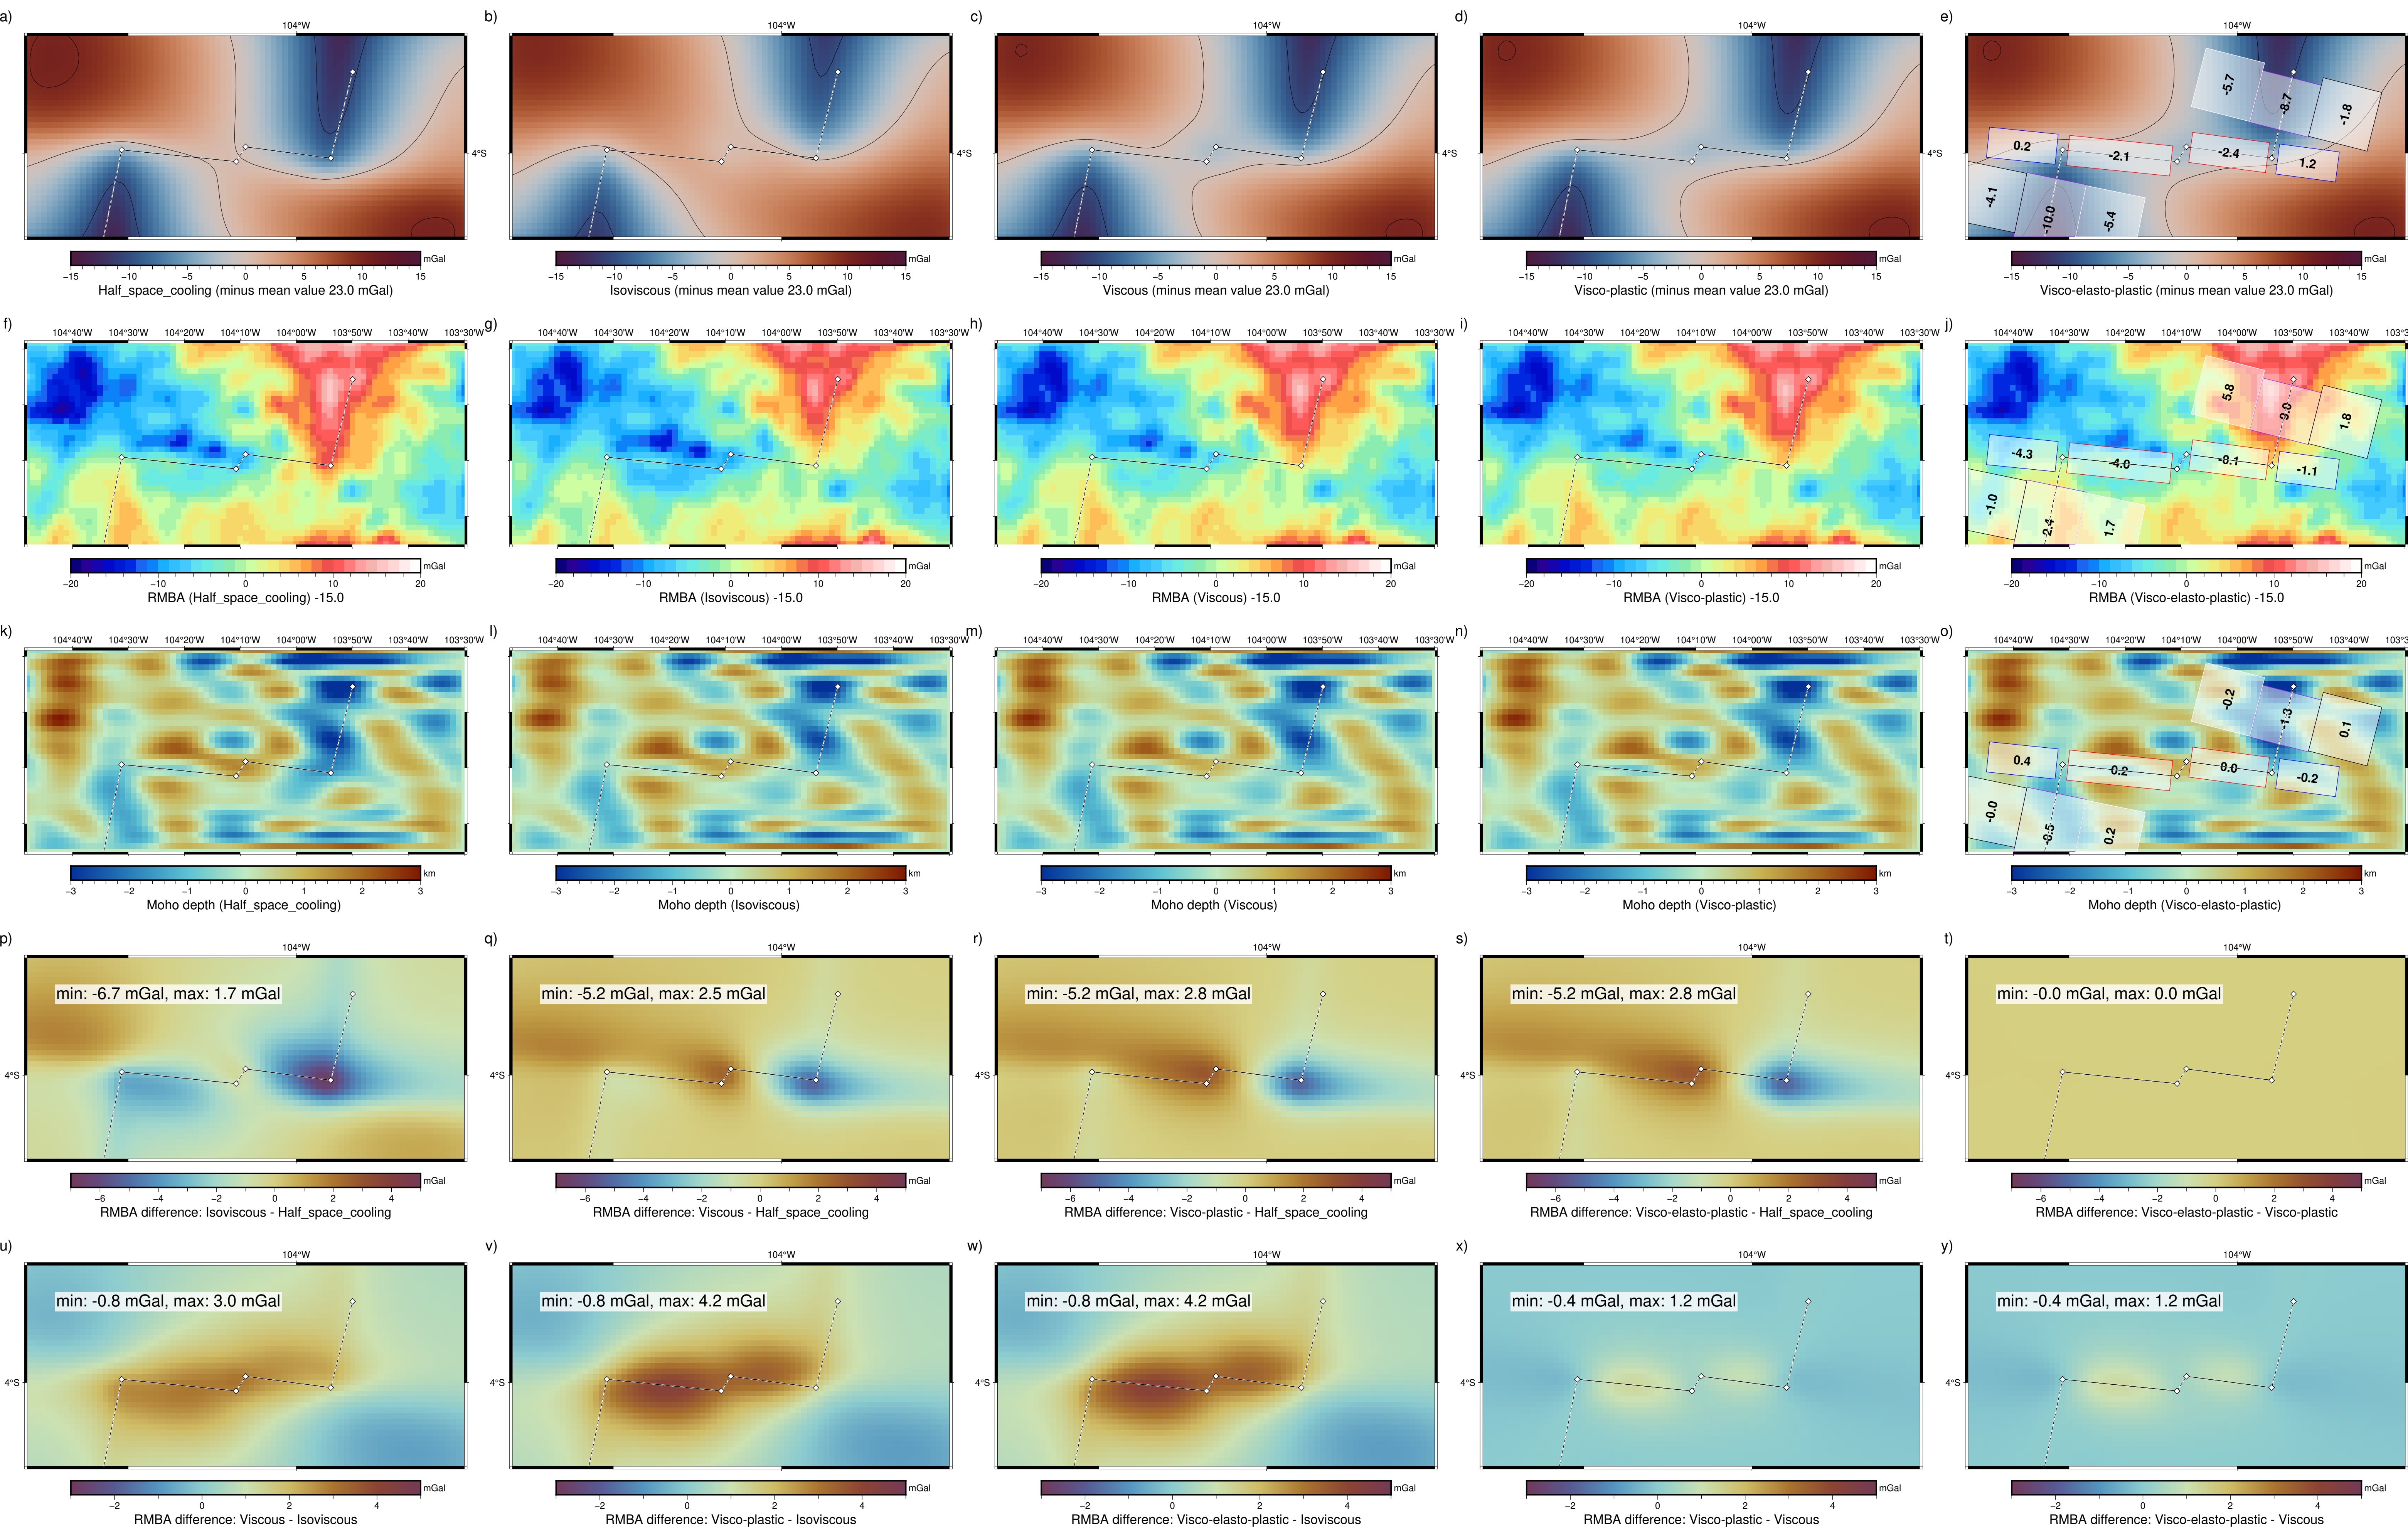 a)
104°W
−15 −10 −5 0 5 10 15 mGal
Half_space_cooling (minus mean value 23.0 mGal)
b)
104°W
4°S
−15 −10 −5 0 5 10 15 mGal
Isoviscous (minus mean value 23.0 mGal)
c)
104°W
4°S
−15 −10 −5 0 5 10 15 mGal
Viscous (minus mean value 23.0 mGal)
d)
104°W
−15 −10 −5 0 5 10 15 mGal
Visco-plastic (minus mean value 23.0 mGal)
e)
104°W
4°S
-5.7
-8.7
-1.8
0.2
-2.1
-2.4
1.2
-4.1
-10.0
-5.4
−15 −10 −5 0 5 10 15 mGal
Visco-elasto-plastic (minus mean value 23.0 mGal)
f)
104°40'W 104°30'W 104°20'W 104°10'W 104°00'W 103°50'W 103°40'W 103°30'W
−20 −10 0 10 20 mGal
RMBA (Half_space_cooling) -15.0
g)
104°40'W 104°30'W 104°20'W 104°10'W 104°00'W 103°50'W 103°40'W 103°30'W
−20 −10 0 10 20 mGal
RMBA (Isoviscous) -15.0
h)
104°40'W 104°30'W 104°20'W 104°10'W 104°00'W 103°50'W 103°40'W 103°30'W
−20 −10 0 10 20 mGal
RMBA (Viscous) -15.0
i)
104°40'W 104°30'W 104°20'W 104°10'W 104°00'W 103°50'W 103°40'W 103°30'W
−20 −10 0 10 20 mGal
RMBA (Visco-plastic) -15.0
j)
104°40'W 104°30'W 104°20'W 104°10'W 104°00'W 103°50'W 103°40'W
5.8
9.0
1.8
-4.3
-4.0
-0.1
-1.1
-1.0
2.4
1.7
−20 −10 0 10 20 mGal
RMBA (Visco-elasto-plastic) -15.0
k)
104°40'W 104°30'W 104°20'W 104°10'W 104°00'W 103°50'W 103°40'W 103°30'W
−3 −2 −1 0 1 2 3 km
Moho depth (Half_space_cooling)
l)
104°40'W 104°30'W 104°20'W 104°10'W 104°00'W 103°50'W 103°40'W 103°30'W
−3 −2 −1 0 1 2 3 km
Moho depth (Isoviscous)
m)
104°40'W 104°30'W 104°20'W 104°10'W 104°00'W 103°50'W 103°40'W 103°30'W
−3 −2 −1 0 1 2 3 km
Moho depth (Viscous)
n)
104°40'W 104°30'W 104°20'W 104°10'W 104°00'W 103°50'W 103°40'W 103°30'W
−3 −2 −1 0 1 2 3 km
Moho depth (Visco-plastic)
o)
104°40'W 104°30'W 104°20'W 104°10'W 104°00'W 103°50'W 103°40'W
-0.2
-1.3
0.1
0.4
0.2
0.0
-0.2
-0.0
-0.5
0.2
−3 −2 −1 0 1 2 3 km
Moho depth (Visco-elasto-plastic)
p)
104°W
4°S
min: -6.7 mGal, max: 1.7 mGal
−6 −4 −2 0 2 4 mGal
RMBA difference: Isoviscous - Half_space_cooling
q)
104°W
min: -5.2 mGal, max: 2.5 mGal
−6 −4 −2 0 2 4 mGal
RMBA difference: Viscous - Half_space_cooling
r)
104°W
4°S
min: -5.2 mGal, max: 2.8 mGal
−6 −4 −2 0 2 4 mGal
RMBA difference: Visco-plastic - Half_space_cooling
s)
104°W
4°S
min: -5.2 mGal, max: 2.8 mGal
−6 −4 −2 0 2 4 mGal
RMBA difference: Visco-elasto-plastic - Half_space_cooling
t)
104°W
4°S
min: -0.0 mGal, max: 0.0 mGal
−6 −4 −2 0 2 4 mGal
RMBA difference: Visco-elasto-plastic - Visco-plastic
u)
104°W
4°S
min: -0.8 mGal, max: 3.0 mGal
−2 0 2 4 mGal
RMBA difference: Viscous - Isoviscous
v)
104°W
4°S
min: -0.8 mGal, max: 4.2 mGal
−2 0 2 4 mGal
RMBA difference: Visco-plastic - Isoviscous
w)
104°W
4°S
min: -0.8 mGal, max: 4.2 mGal
−2 0 2 4 mGal
RMBA difference: Visco-elasto-plastic - Isoviscous
x)
104°W
4°S
min: -0.4 mGal, max: 1.2 mGal
−2 0 2 4 mGal
RMBA difference: Visco-plastic - Viscous
y)
104°W
4°S
min: -0.4 mGal, max: 1.2 mGal
−2 0 2 4 mGal
RMBA difference: Visco-elasto-plastic - Viscous